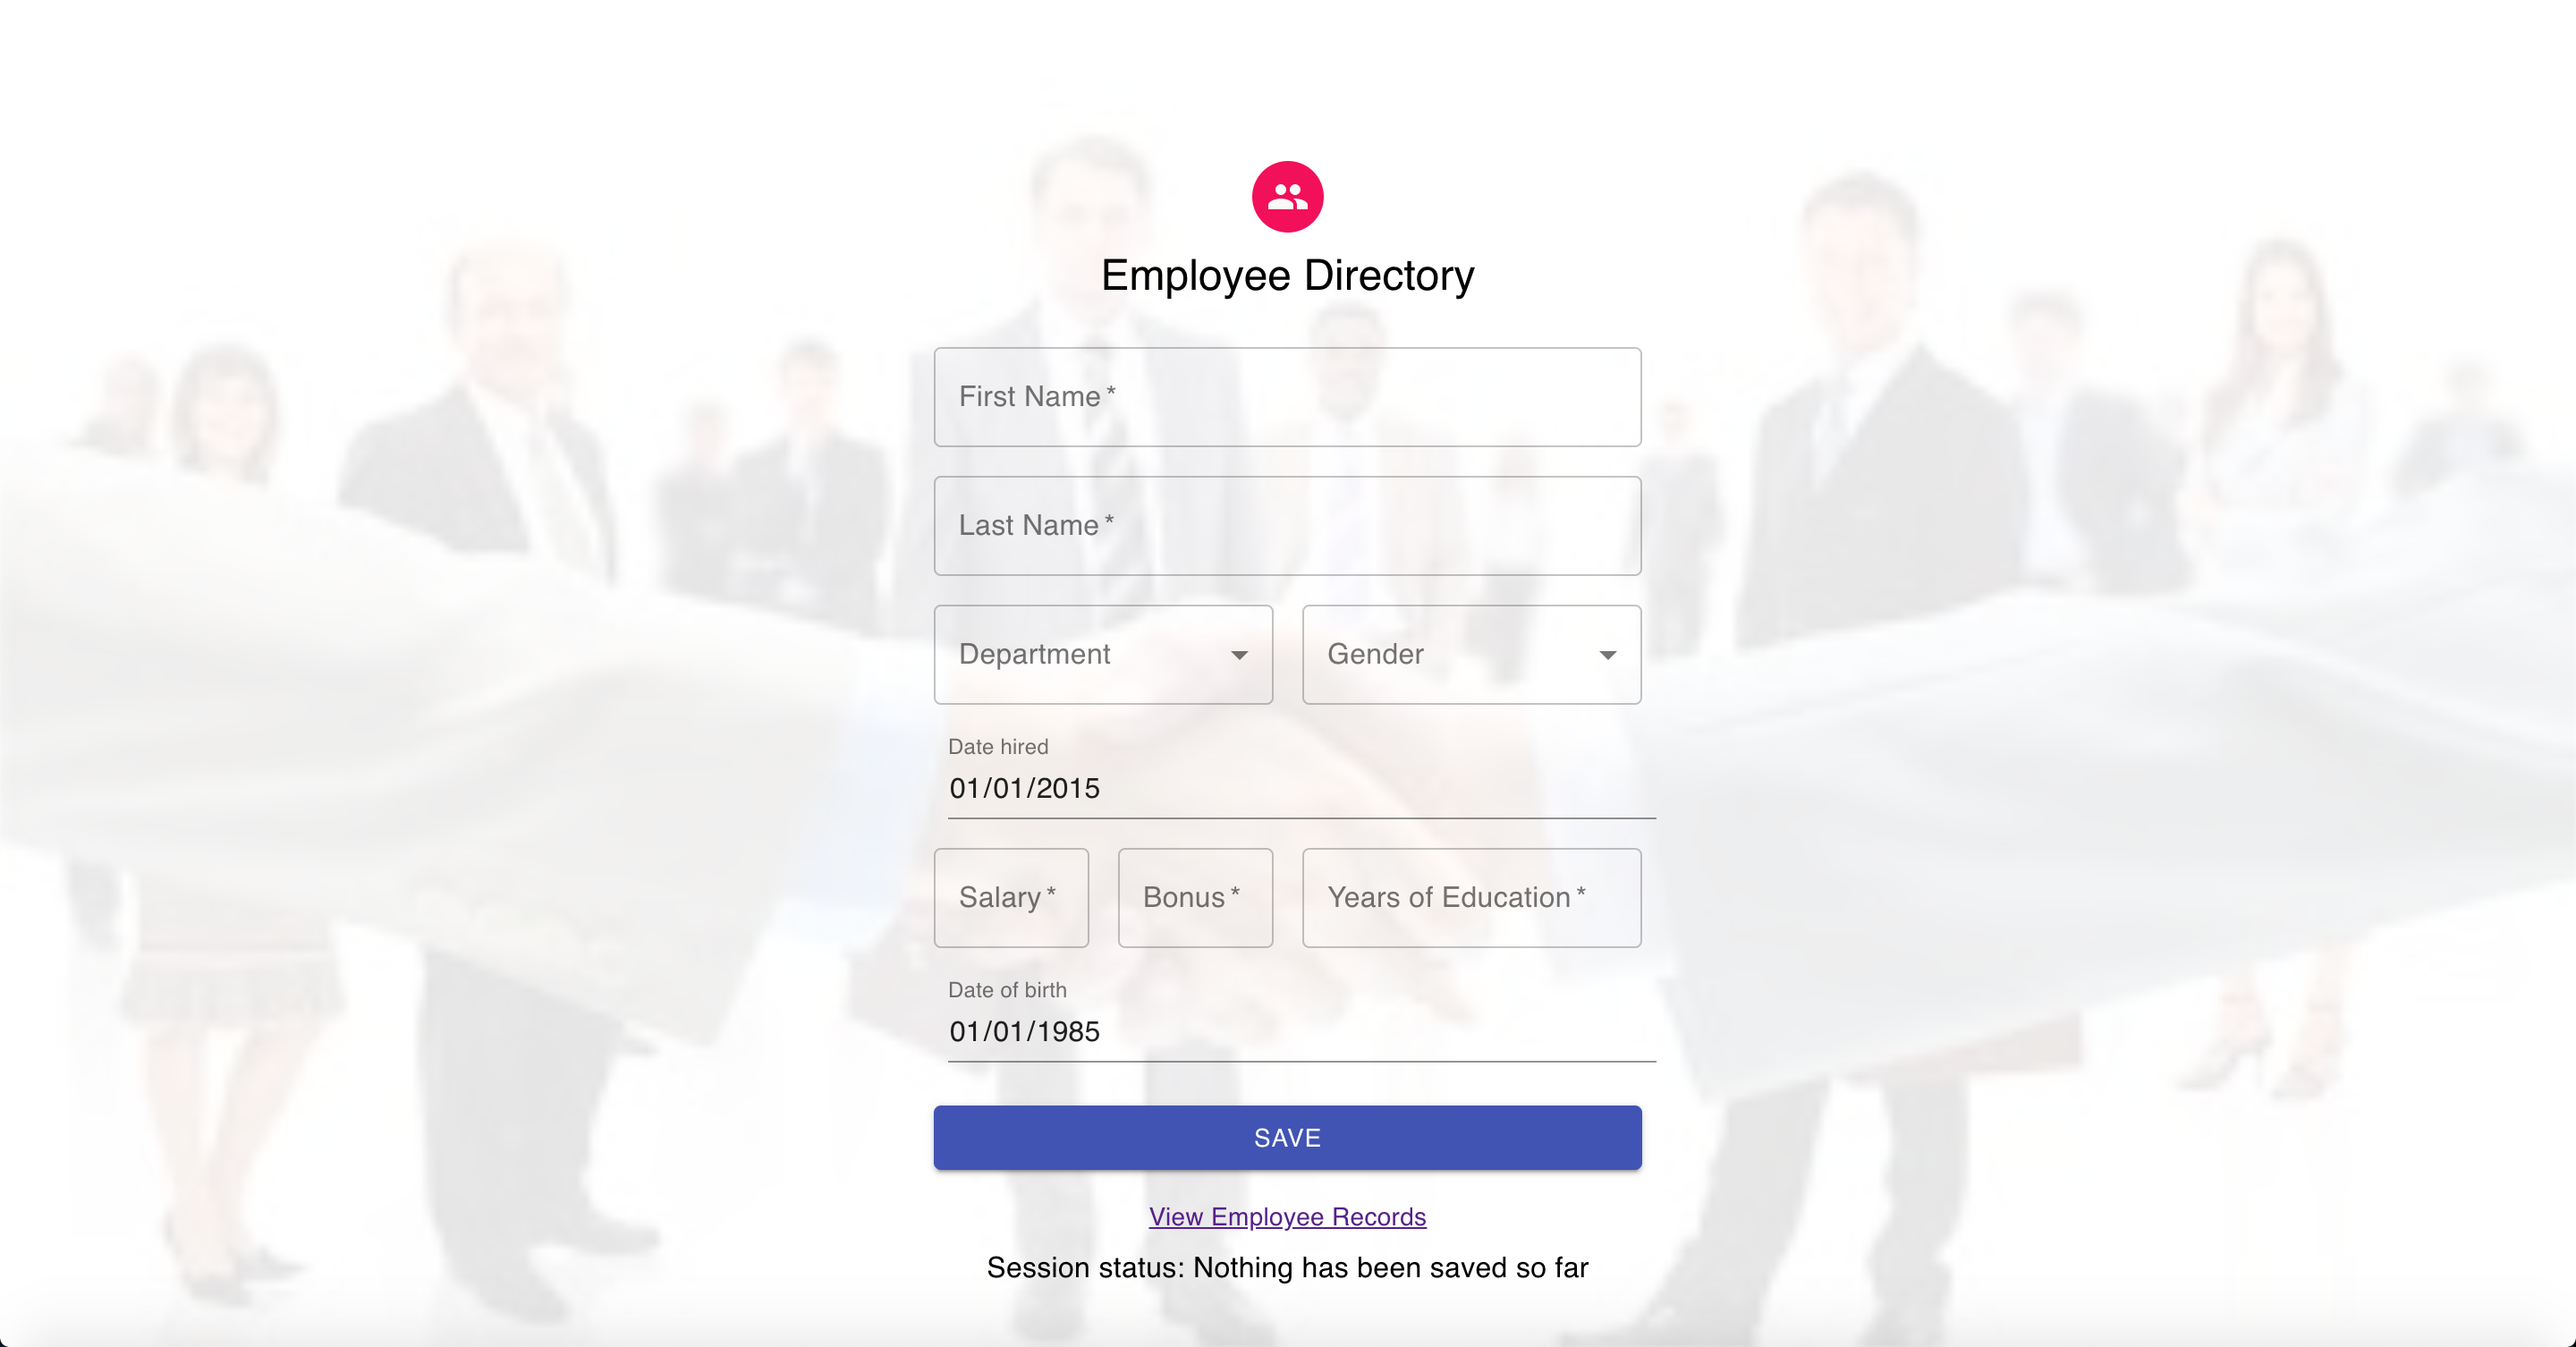 Employee Directory
First Name *
Last Name *
Department
Gender
Date hired
01/01/2015
Salary *
Bonus *
Years of Education *
Date of birth
01/01/1985
SAVE
View Employee Records
Session status: Nothing has been saved so far